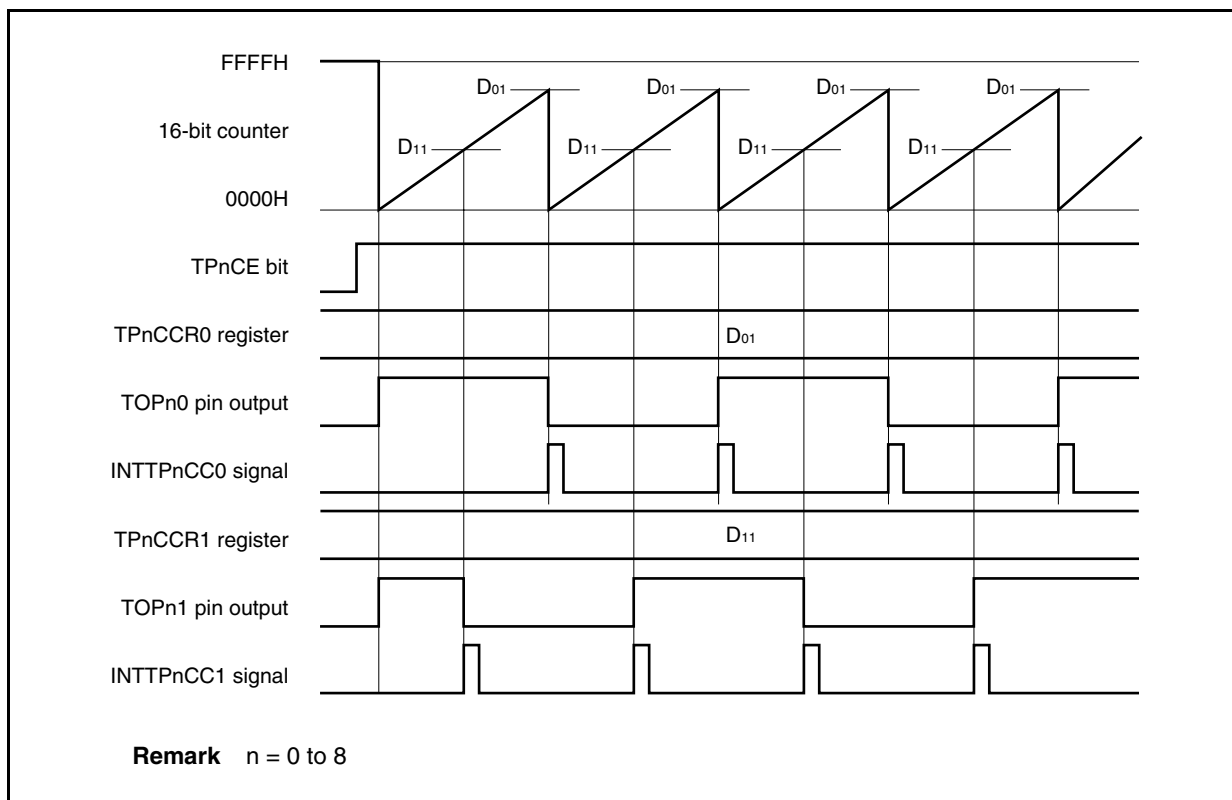 FFFFH
D01 D01 D01 D01
16-bit counter
D11 D11 D11 D11
0000H
TPnCE bit
TPnCCR0 register
D01
TOPn0 pin output
INTTPnCC0 signal
TPnCCR1 register
D11
TOPn1 pin output
INTTPnCC1 signal
Remark n = 0 to 8